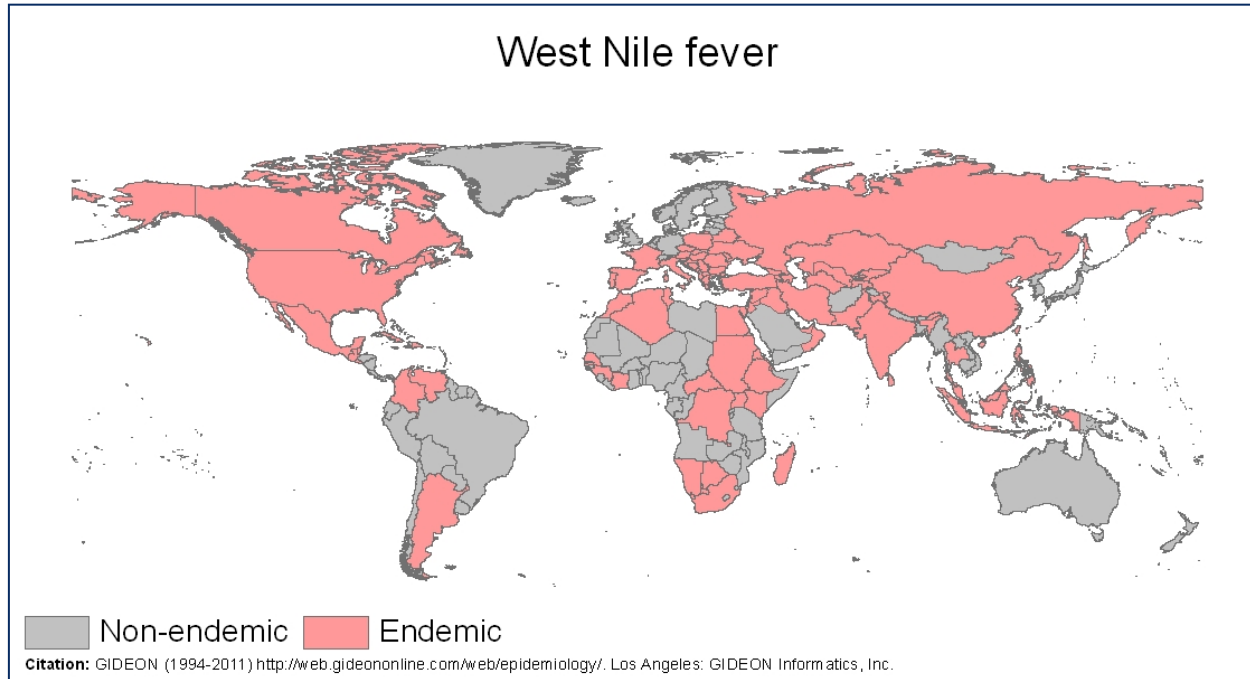 West Nile fever
Non-endemic Endemic
Citation: GIDEON (1994-2011) http://web.gideononline.com/web/epidemiology/. Los Angeles: GIDEON Informatics, Inc.